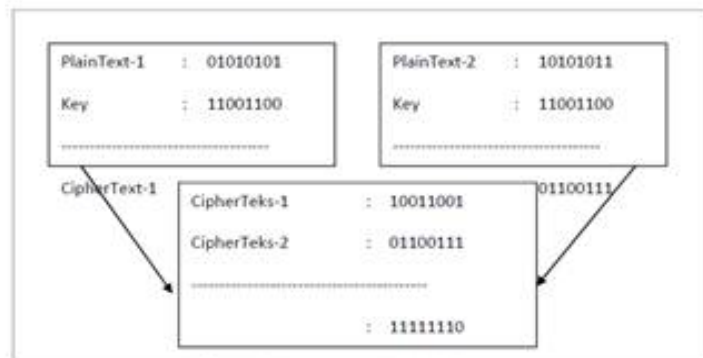 PlainText-1 : 01010101
Key : 11001100
-----------------------------------
PlainText-2 : 10101011
Key : 11001100
-----------------------------------
CipherText-1
01100111
CipherTeks-1 : 10011001
CipherTeks-2 : 01100111
----------------------------------------
: 11111110